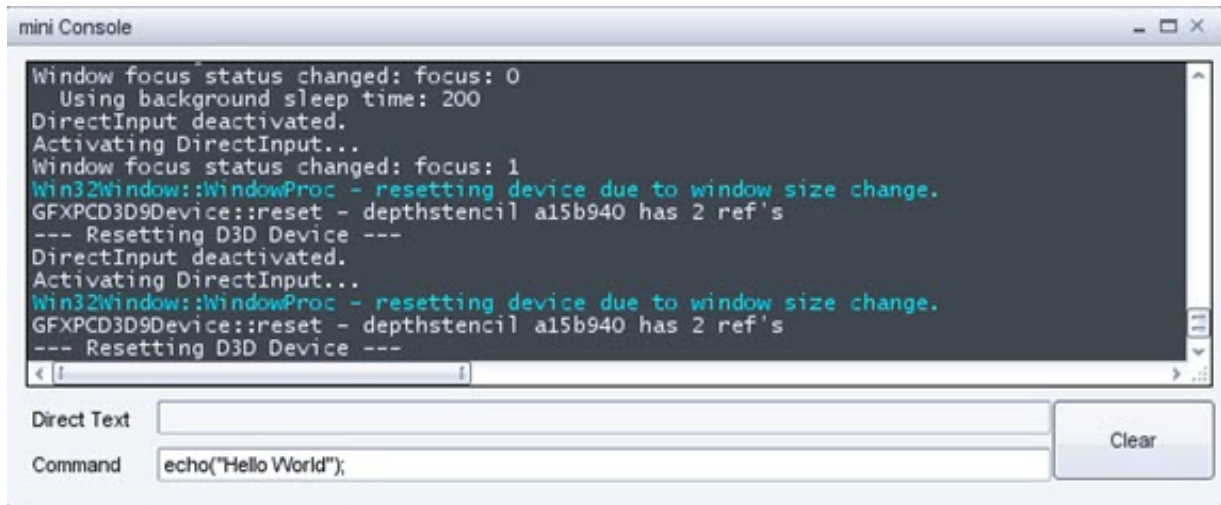 mini Console
Window focus status changed: focus: 0
Using background sleep time: 200
DirectInput deactivated.
Activating DirectInput...
Window focus status changed: focus: 1
Win32Window::WindowProc - resetting device due to window size change.
GFXPCD3D9Device::reset - depthstencil a15b940 has 2 ref's
--- Resetting D3D Device ---
DirectInput deactivated.
Activating DirectInput...
Win32Window::WindowProc - resetting device due to window size change.
GFXPCD3D9Device::reset - depthstencil a15b940 has 2 ref's
--- Resetting D3D Device ---
Direct Text
Clear
Command echo("Hello World");